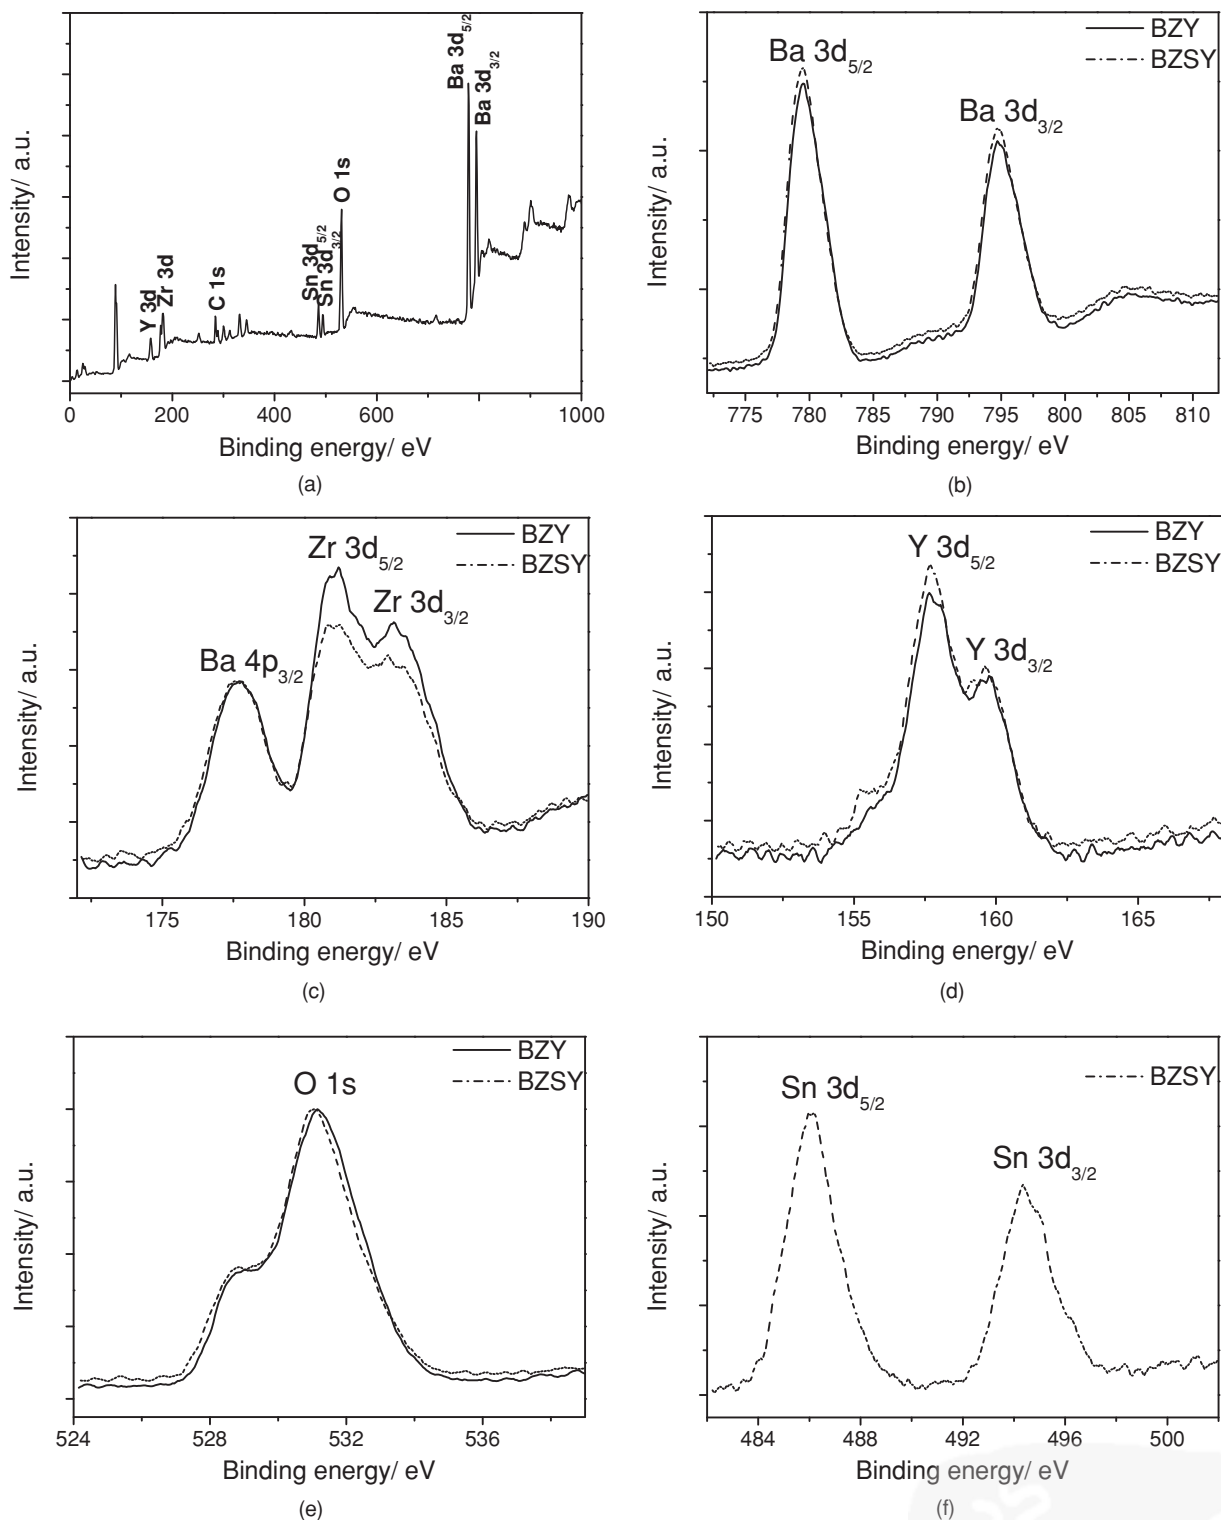 Ba 3d5/2
Ba 3d3/2
O 1s
Sn 3d5/2
Sn 3d3/2
C 1s
Zr 3d
Y 3d
Intensity/ a.u.
0 200 400 600 800 1000
Binding energy/ eV
(a)
BZY
BZSY
Ba 3d5/2
Ba 3d3/2
Intensity/ a.u.
775 780 785 790 795 800 805 810
Binding energy/ eV
(b)
BZY
BZSY
Zr 3d5/2
Zr 3d3/2
Ba 4p3/2
Intensity/ a.u.
175 180 185 190
Binding energy/ eV
(c)
BZY
BZSY
Y 3d5/2
Y 3d3/2
Intensity/ a.u.
150 155 160 165
Binding energy/ eV
(d)
BZY
BZSY
O 1s
Intensity/ a.u.
524 528 532 536
Binding energy/ eV
(e)
BZSY
Sn 3d5/2
Sn 3d3/2
Intensity/ a.u.
484 488 492 496 500
Binding energy/ eV
(f)